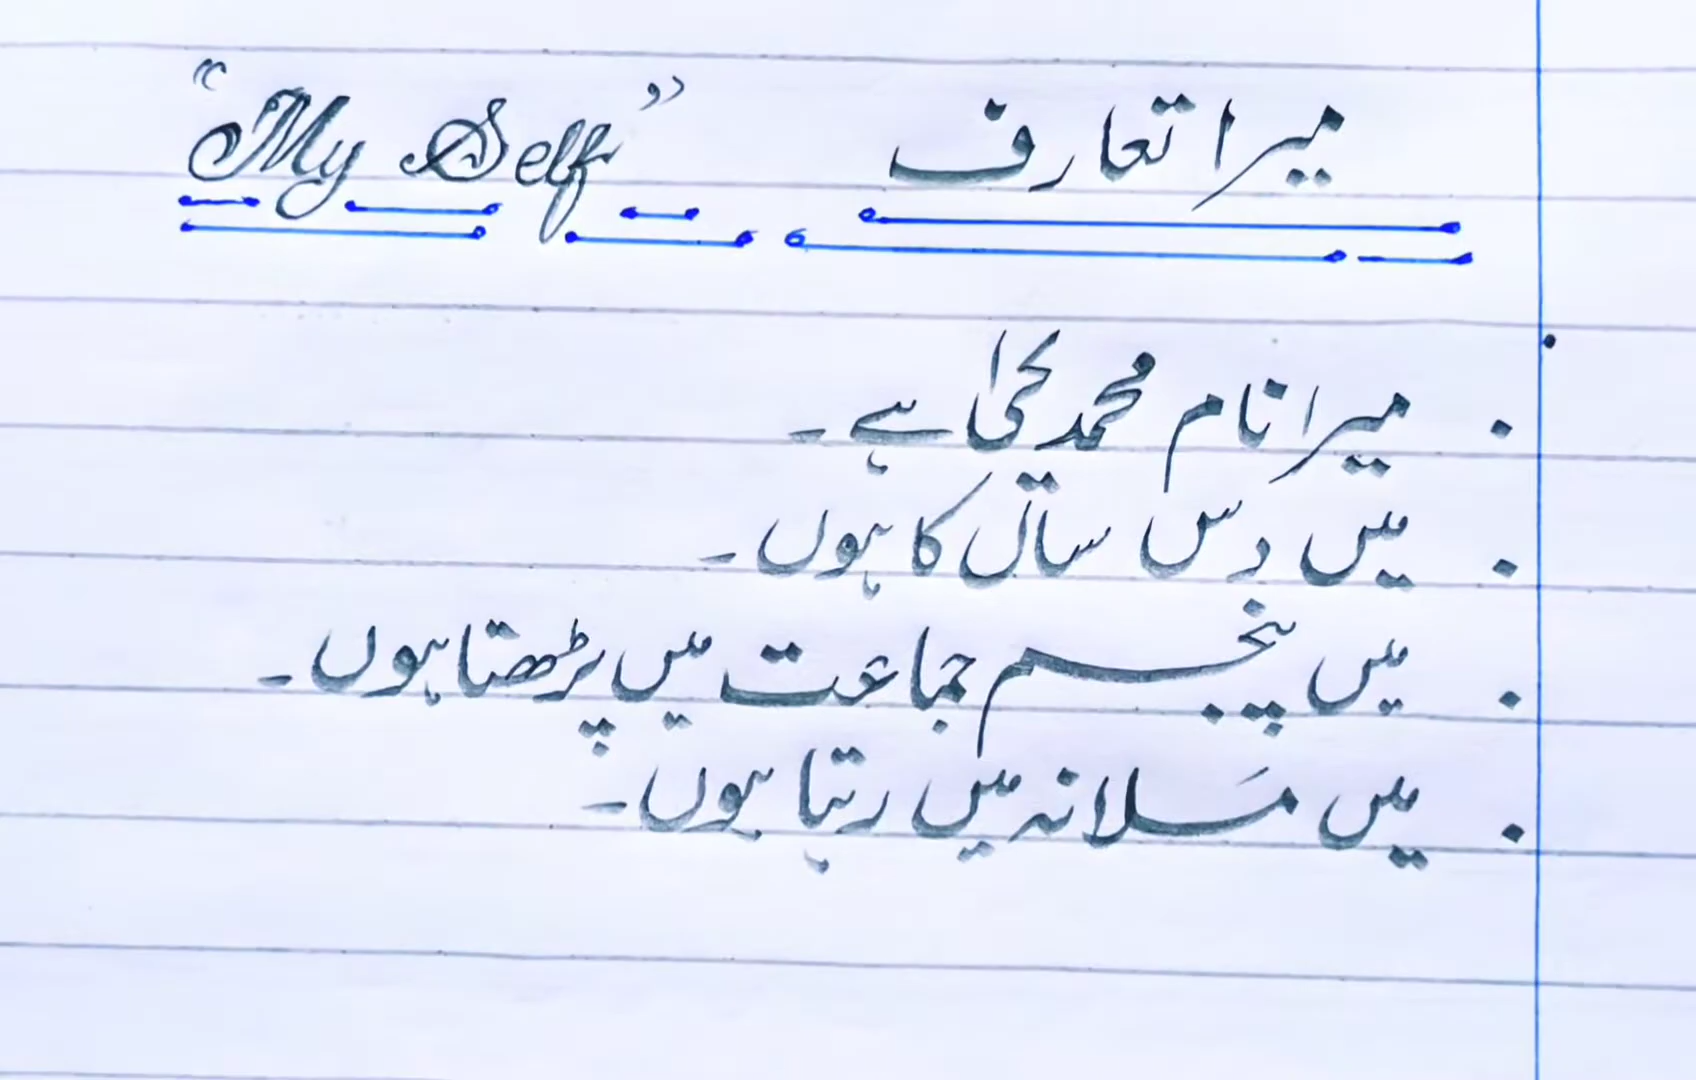 میرا تعارف “My Self”
میرا نام محمد یحیٰ ہے۔
میں دس سال کا ہوں۔
میں پنجم جماعت میں پڑھتا ہوں۔
میں مَسلانہ میں رہتا ہوں۔